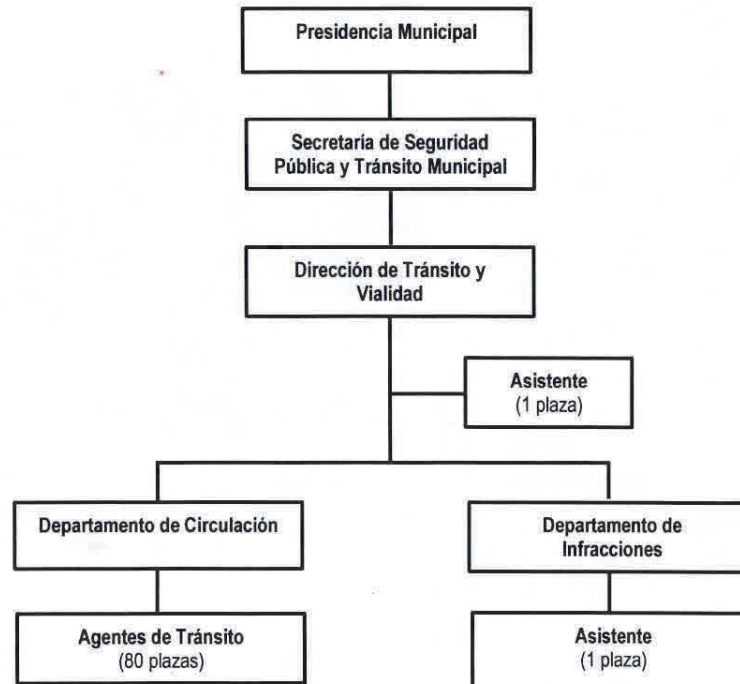 Presidencia Municipal
Secretaría de Seguridad
Pública y Tránsito Municipal
Dirección de Tránsito y
Vialidad
Asistente
(1 plaza)
Departamento de Circulación
Departamento de
Infracciones
Agentes de Tránsito
(80 plazas)
Asistente
(1 plaza)